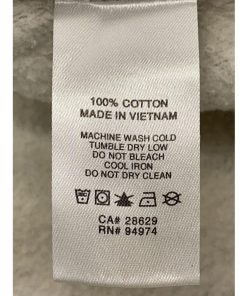 100% COTTON
MADE IN VIETNAM
MACHINE WASH COLD
TUMBLE DRY LOW
DO NOT BLEACH
COOL IRON
DO NOT DRY CLEAN
CA# 28629
RN# 94974